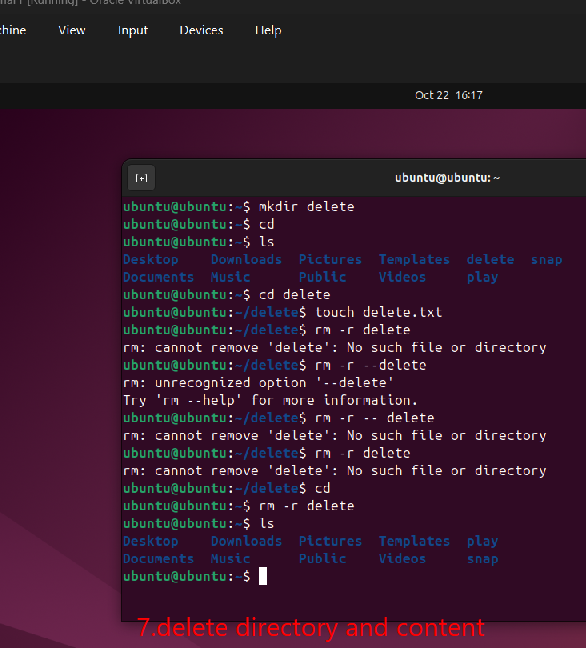 [Running] - Oracle VirtualBox
View Input Devices Help
Oct 22 16:17
ubuntu@ubuntu: ~
ubuntu@ubuntu:~$ mkdir delete
ubuntu@ubuntu:~$ cd
ubuntu@ubuntu:~$ ls
Desktop Downloads Pictures Templates delete snap
Documents Music Public Videos play
ubuntu@ubuntu:~$ cd delete
ubuntu@ubuntu:~/delete$ touch delete.txt
ubuntu@ubuntu:~/delete$ rm -r delete
rm: cannot remove 'delete': No such file or directory
ubuntu@ubuntu:~/delete$ rm -r --delete
rm: unrecognized option '--delete'
Try 'rm --help' for more information.
ubuntu@ubuntu:~/delete$ rm -r -- delete
rm: cannot remove 'delete': No such file or directory
ubuntu@ubuntu:~/delete$ rm -r delete
rm: cannot remove 'delete': No such file or directory
ubuntu@ubuntu:~/delete$ cd
ubuntu@ubuntu:~$ rm -r delete
ubuntu@ubuntu:~$ ls
Desktop Downloads Pictures Templates play
Documents Music Public Videos snap
ubuntu@ubuntu:~$
7.delete directory and content